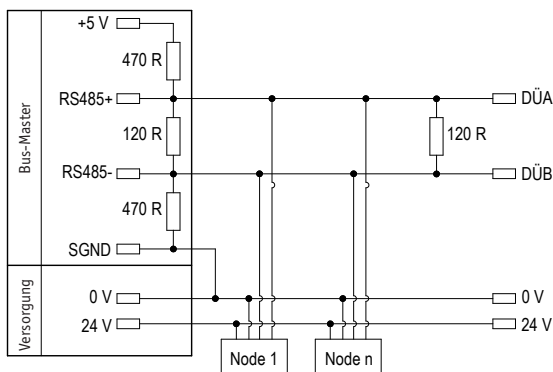 Bus-Master
+5 V
470 R
RS485+
120 R
RS485-
470 R
SGND
DÜA
120 R
DÜB
Versorgung
0 V
24 V
0 V
24 V
Node 1
Node n